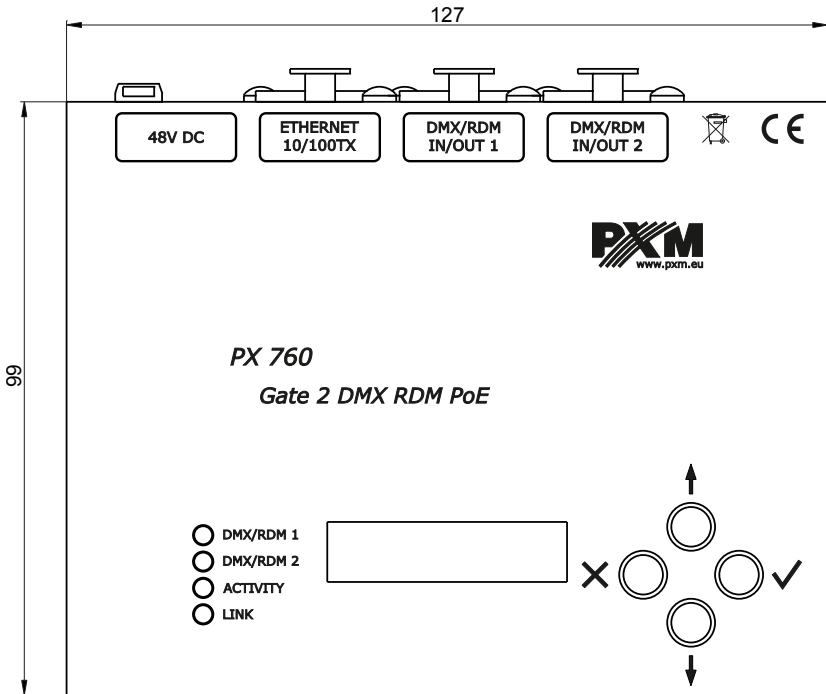 127
48V DC
ETHERNET
10/100TX
DMX/RDM
IN/OUT 1
DMX/RDM
IN/OUT 2
CE
PXM
www.pxm.eu
99
PX 760
Gate 2 DMX RDM PoE
DMX/RDM 1
DMX/RDM 2
ACTIVITY
LINK